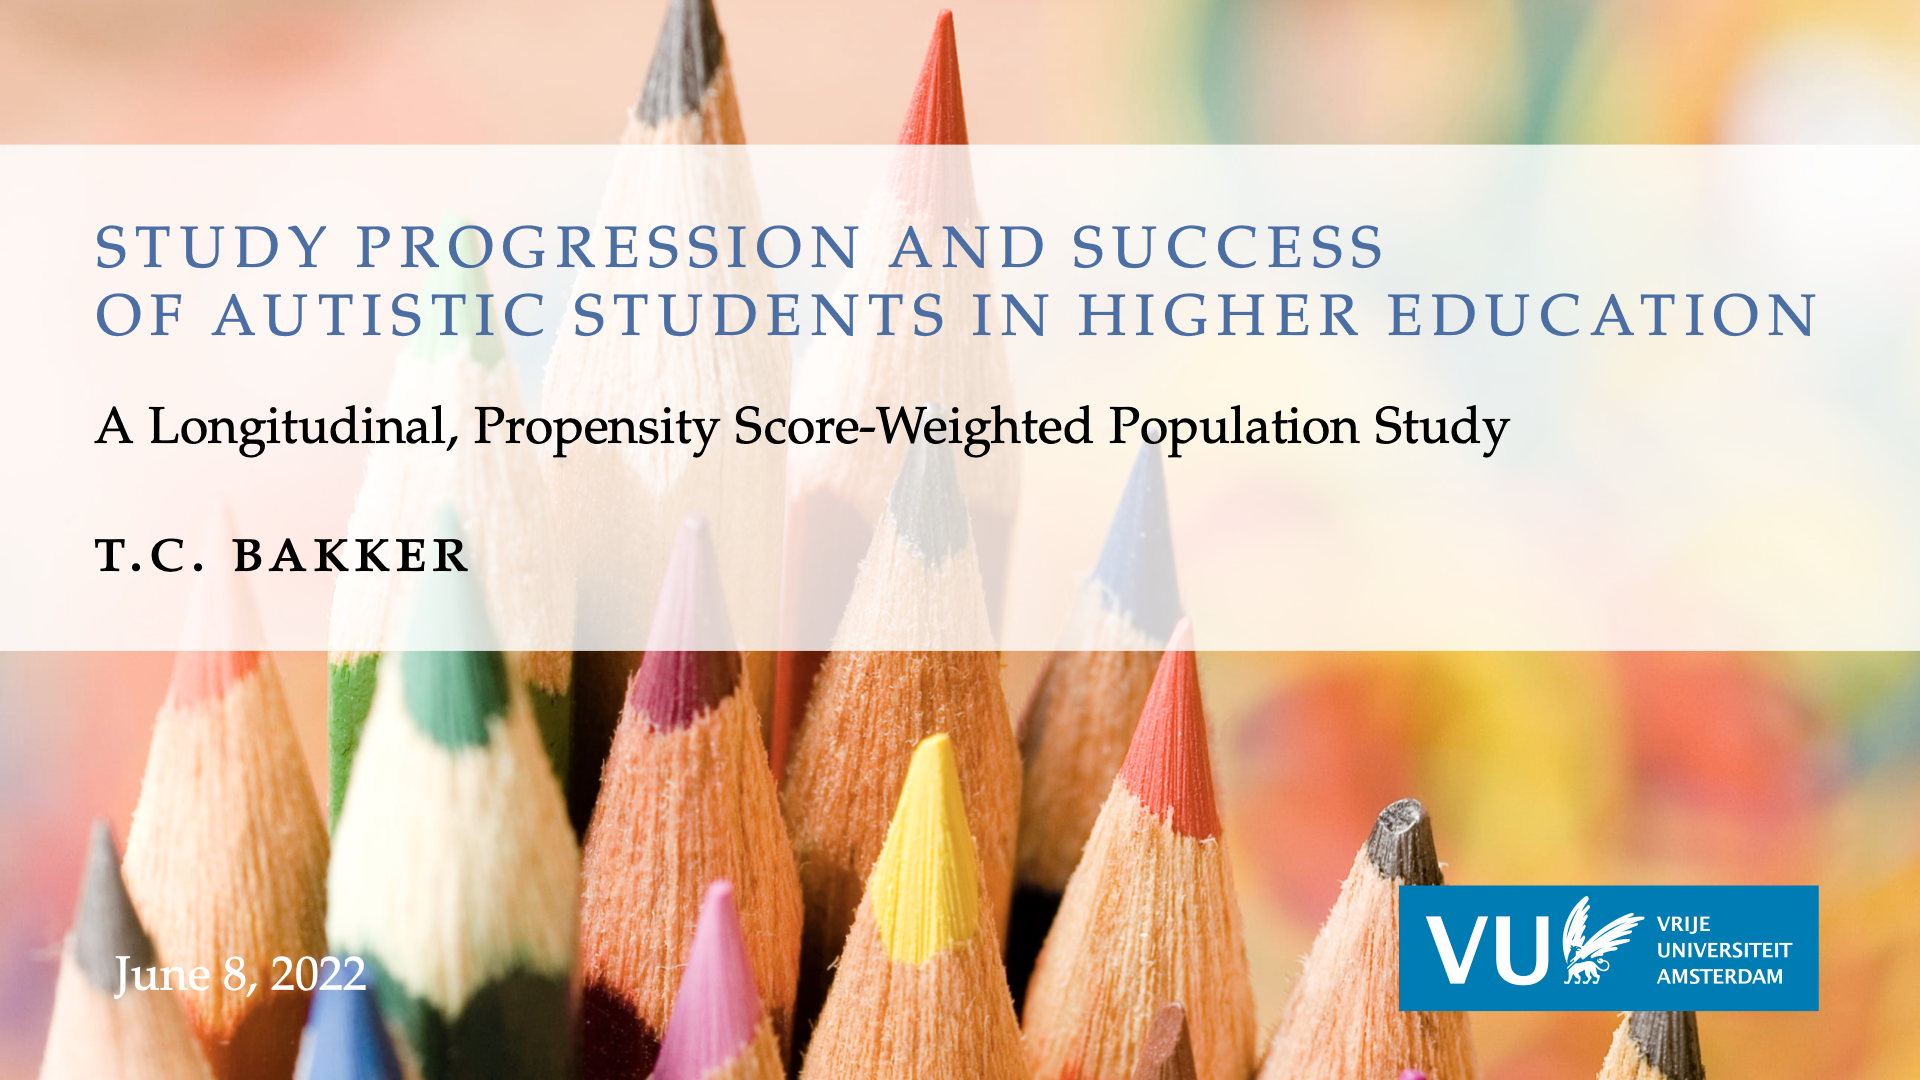 STUDY PROGRESSION AND SUCCESS
OF AUTISTIC STUDENTS IN HIGHER EDUCATION
A Longitudinal, Propensity Score-Weighted Population Study
T.C. BAKKER
June 8, 2022
VU
VRIJE
UNIVERSITEIT
AMSTERDAM